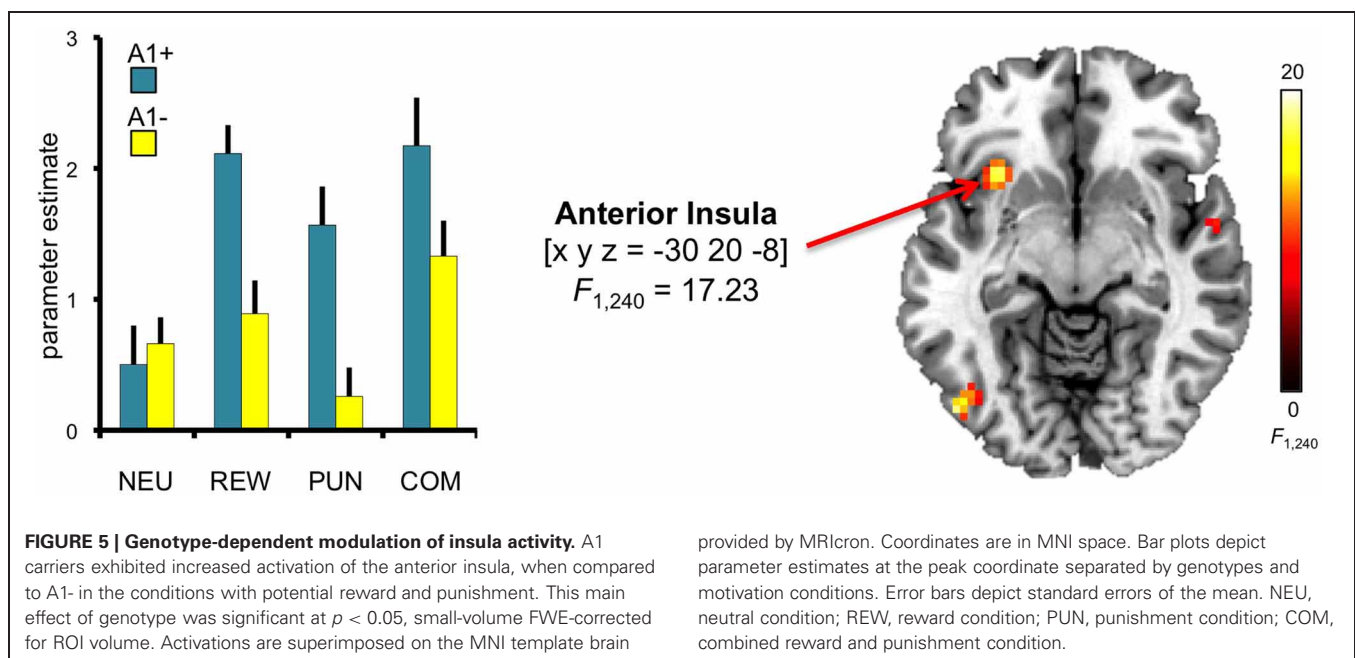 3
A1+
A1-
2
1
0
parameter estimate
NEU REW PUN COM
Anterior Insula
[x y z = -30 20 -8]
F1,240 = 17.23
20
0
F1,240
FIGURE 5 | Genotype-dependent modulation of insula activity. A1
carriers exhibited increased activation of the anterior insula, when compared
to A1- in the conditions with potential reward and punishment. This main
effect of genotype was significant at p < 0.05, small-volume FWE-corrected
for ROI volume. Activations are superimposed on the MNI template brain
provided by MRIcron. Coordinates are in MNI space. Bar plots depict
parameter estimates at the peak coordinate separated by genotypes and
motivation conditions. Error bars depict standard errors of the mean. NEU,
neutral condition; REW, reward condition; PUN, punishment condition; COM,
combined reward and punishment condition.